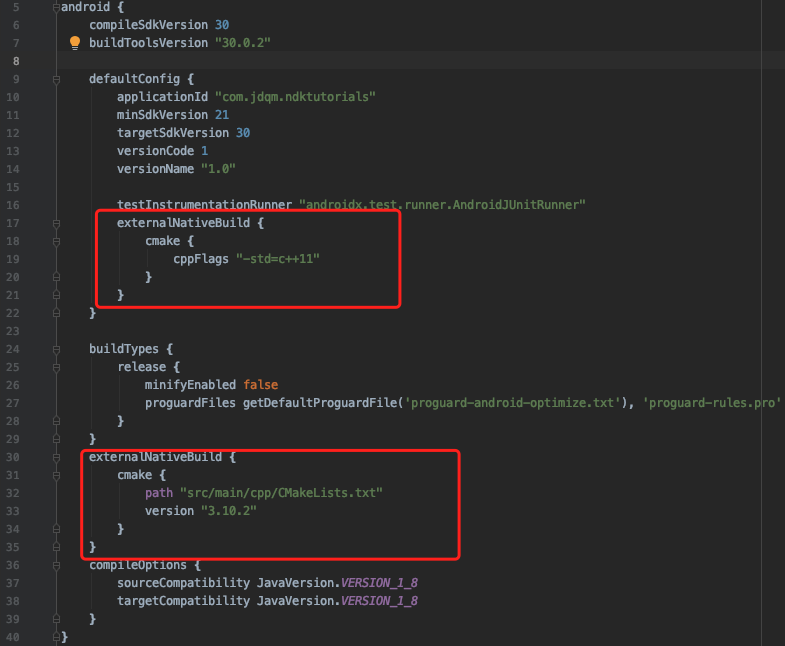 5 android {
6 compileSdkVersion 30
7 buildToolsVersion "30.0.2"
8
9 defaultConfig {
10 applicationId "com.jdqm.ndktutorials"
11 minSdkVersion 21
12 targetSdkVersion 30
13 versionCode 1
14 versionName "1.0"
15
16 testInstrumentationRunner "androidx.test.runner.AndroidJUnitRunner"
17 externalNativeBuild {
18 cmake {
19 cppFlags "-std=c++11"
20 }
21 }
22 }
23
24 buildTypes {
25 release {
26 minifyEnabled false
27 proguardFiles getDefaultProguardFile('proguard-android-optimize.txt'), 'proguard-rules.pro'
28 }
29 }
30 externalNativeBuild {
31 cmake {
32 path "src/main/cpp/CMakeLists.txt"
33 version "3.10.2"
34 }
35 }
36 compileOptions {
37 sourceCompatibility JavaVersion.VERSION_1_8
38 targetCompatibility JavaVersion.VERSION_1_8
39 }
40 }